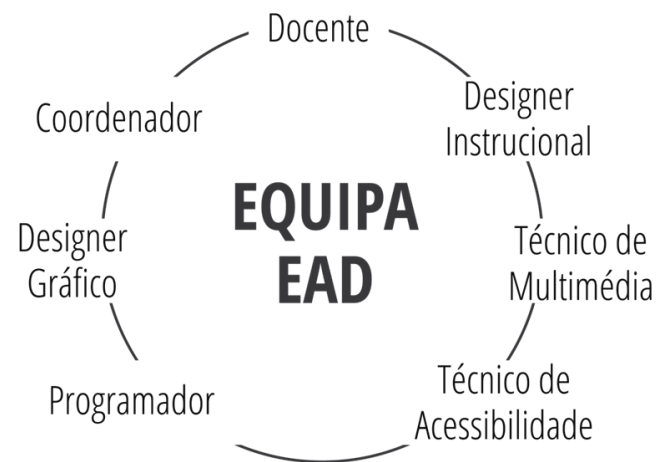 Docente
Designer
Instrucional
Técnico de
Multimédia
Técnico de
Acessibilidade
Programador
Designer
Gráfico
Coordenador
EQUIPA
EAD